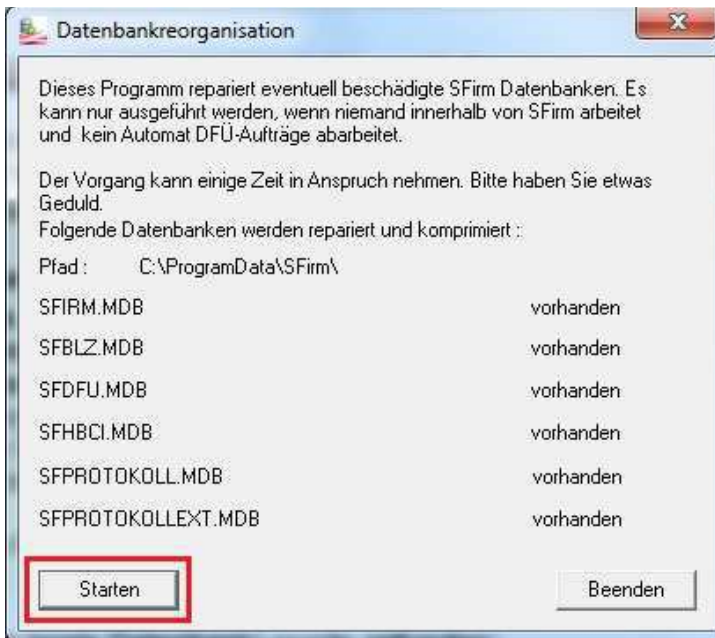 Datenbankreorganisation
Dieses Programm repariert eventuell beschädigte SFirm Datenbanken. Es
kann nur ausgeführt werden, wenn niemand innerhalb von SFirm arbeitet
und kein Automat DFÜ-Aufträge abarbeitet.
Der Vorgang kann einige Zeit in Anspruch nehmen. Bitte haben Sie etwas
Geduld.
Folgende Datenbanken werden repariert und komprimiert :
Pfad : C:\ProgramData\SFirm\
SFIRM.MDB vorhanden
SFBLZ.MDB vorhanden
SFDFU.MDB vorhanden
SFHBCI.MDB vorhanden
SFPROTOKOLL.MDB vorhanden
SFPROTOKOLLEXT.MDB vorhanden
Starten Beenden